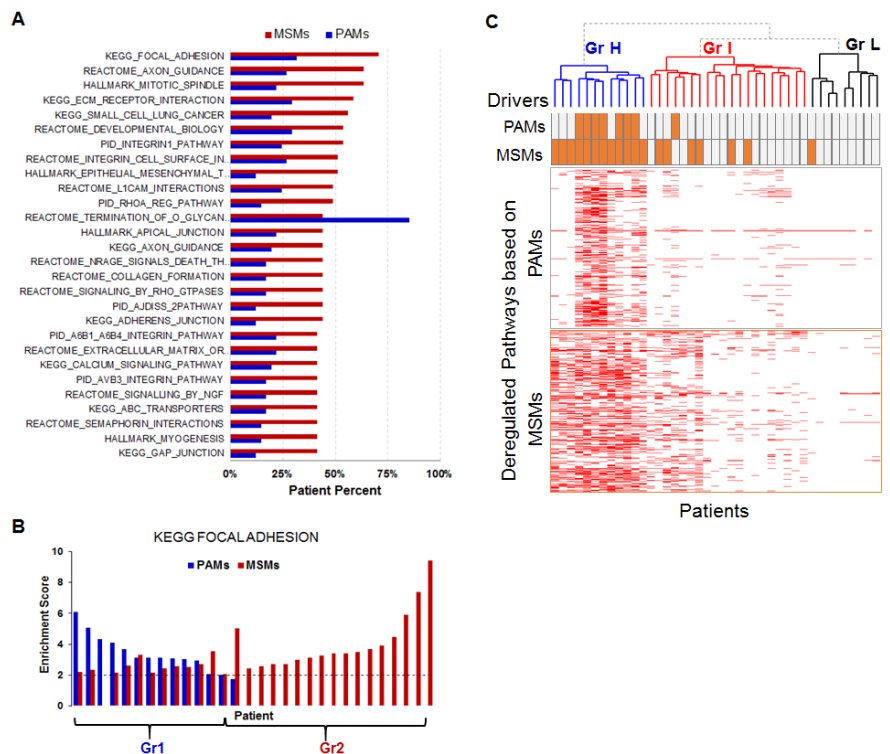 A
MSMs PAMs
KEGG_FOCAL_ADHESION
REACTOME_AXON_GUIDANCE
HALLMARK_MITOTIC_SPINDLE
KEGG_ECM_RECEPTOR_INTERACTION
KEGG_SMALL_CELL_LUNG_CANCER
REACTOME_DEVELOPMENTAL_BIOLOGY
PID_INTEGRIN1_PATHWAY
REACTOME_INTEGRIN_CELL_SURFACE_IN.
HALLMARK_EPITHELIAL_MESENCHYMAL_T..
REACTOME_L1CAM_INTERACTIONS
PID_RHOA_REG_PATHWAY
REACTOME_TERMINATION_OF_O_GLYCAN.
HALLMARK_APICAL_JUNCTION
KEGG_AXON_GUIDANCE
REACTOME_NRAGE_SIGNALS_DEATH_TH..
REACTOME_COLLAGEN_FORMATION
REACTOME_SIGNALING_BY_RHO_GTPASES
PID_AJDISS_2PATHWAY
KEGG_ADHERENS_JUNCTION
PID_A6B1_A6B4_INTEGRIN_PATHWAY
REACTOME_EXTRACELLULAR_MATRIX_OR..
KEGG_CALCIUM_SIGNALING_PATHWAY
PID_AVB3_INTEGRIN_PATHWAY
REACTOME_SIGNALLING_BY_NGF
KEGG_ABC_TRANSPORTERS
REACTOME_SEMAPHORIN_INTERACTIONS
HALLMARK_MYOGENESIS
KEGG_GAP_JUNCTION
0% 25% 50% 75% 100%
Patient Percent
B
KEGG FOCAL ADHESION
PAMs MSMs
Enrichment Score
10
8
6
4
2
0
Patient
Gr1 Gr2
C
Gr H Gr I Gr L
Drivers
PAMs
MSMs
Deregulated Pathways based on
PAMs
MSMs
Patients